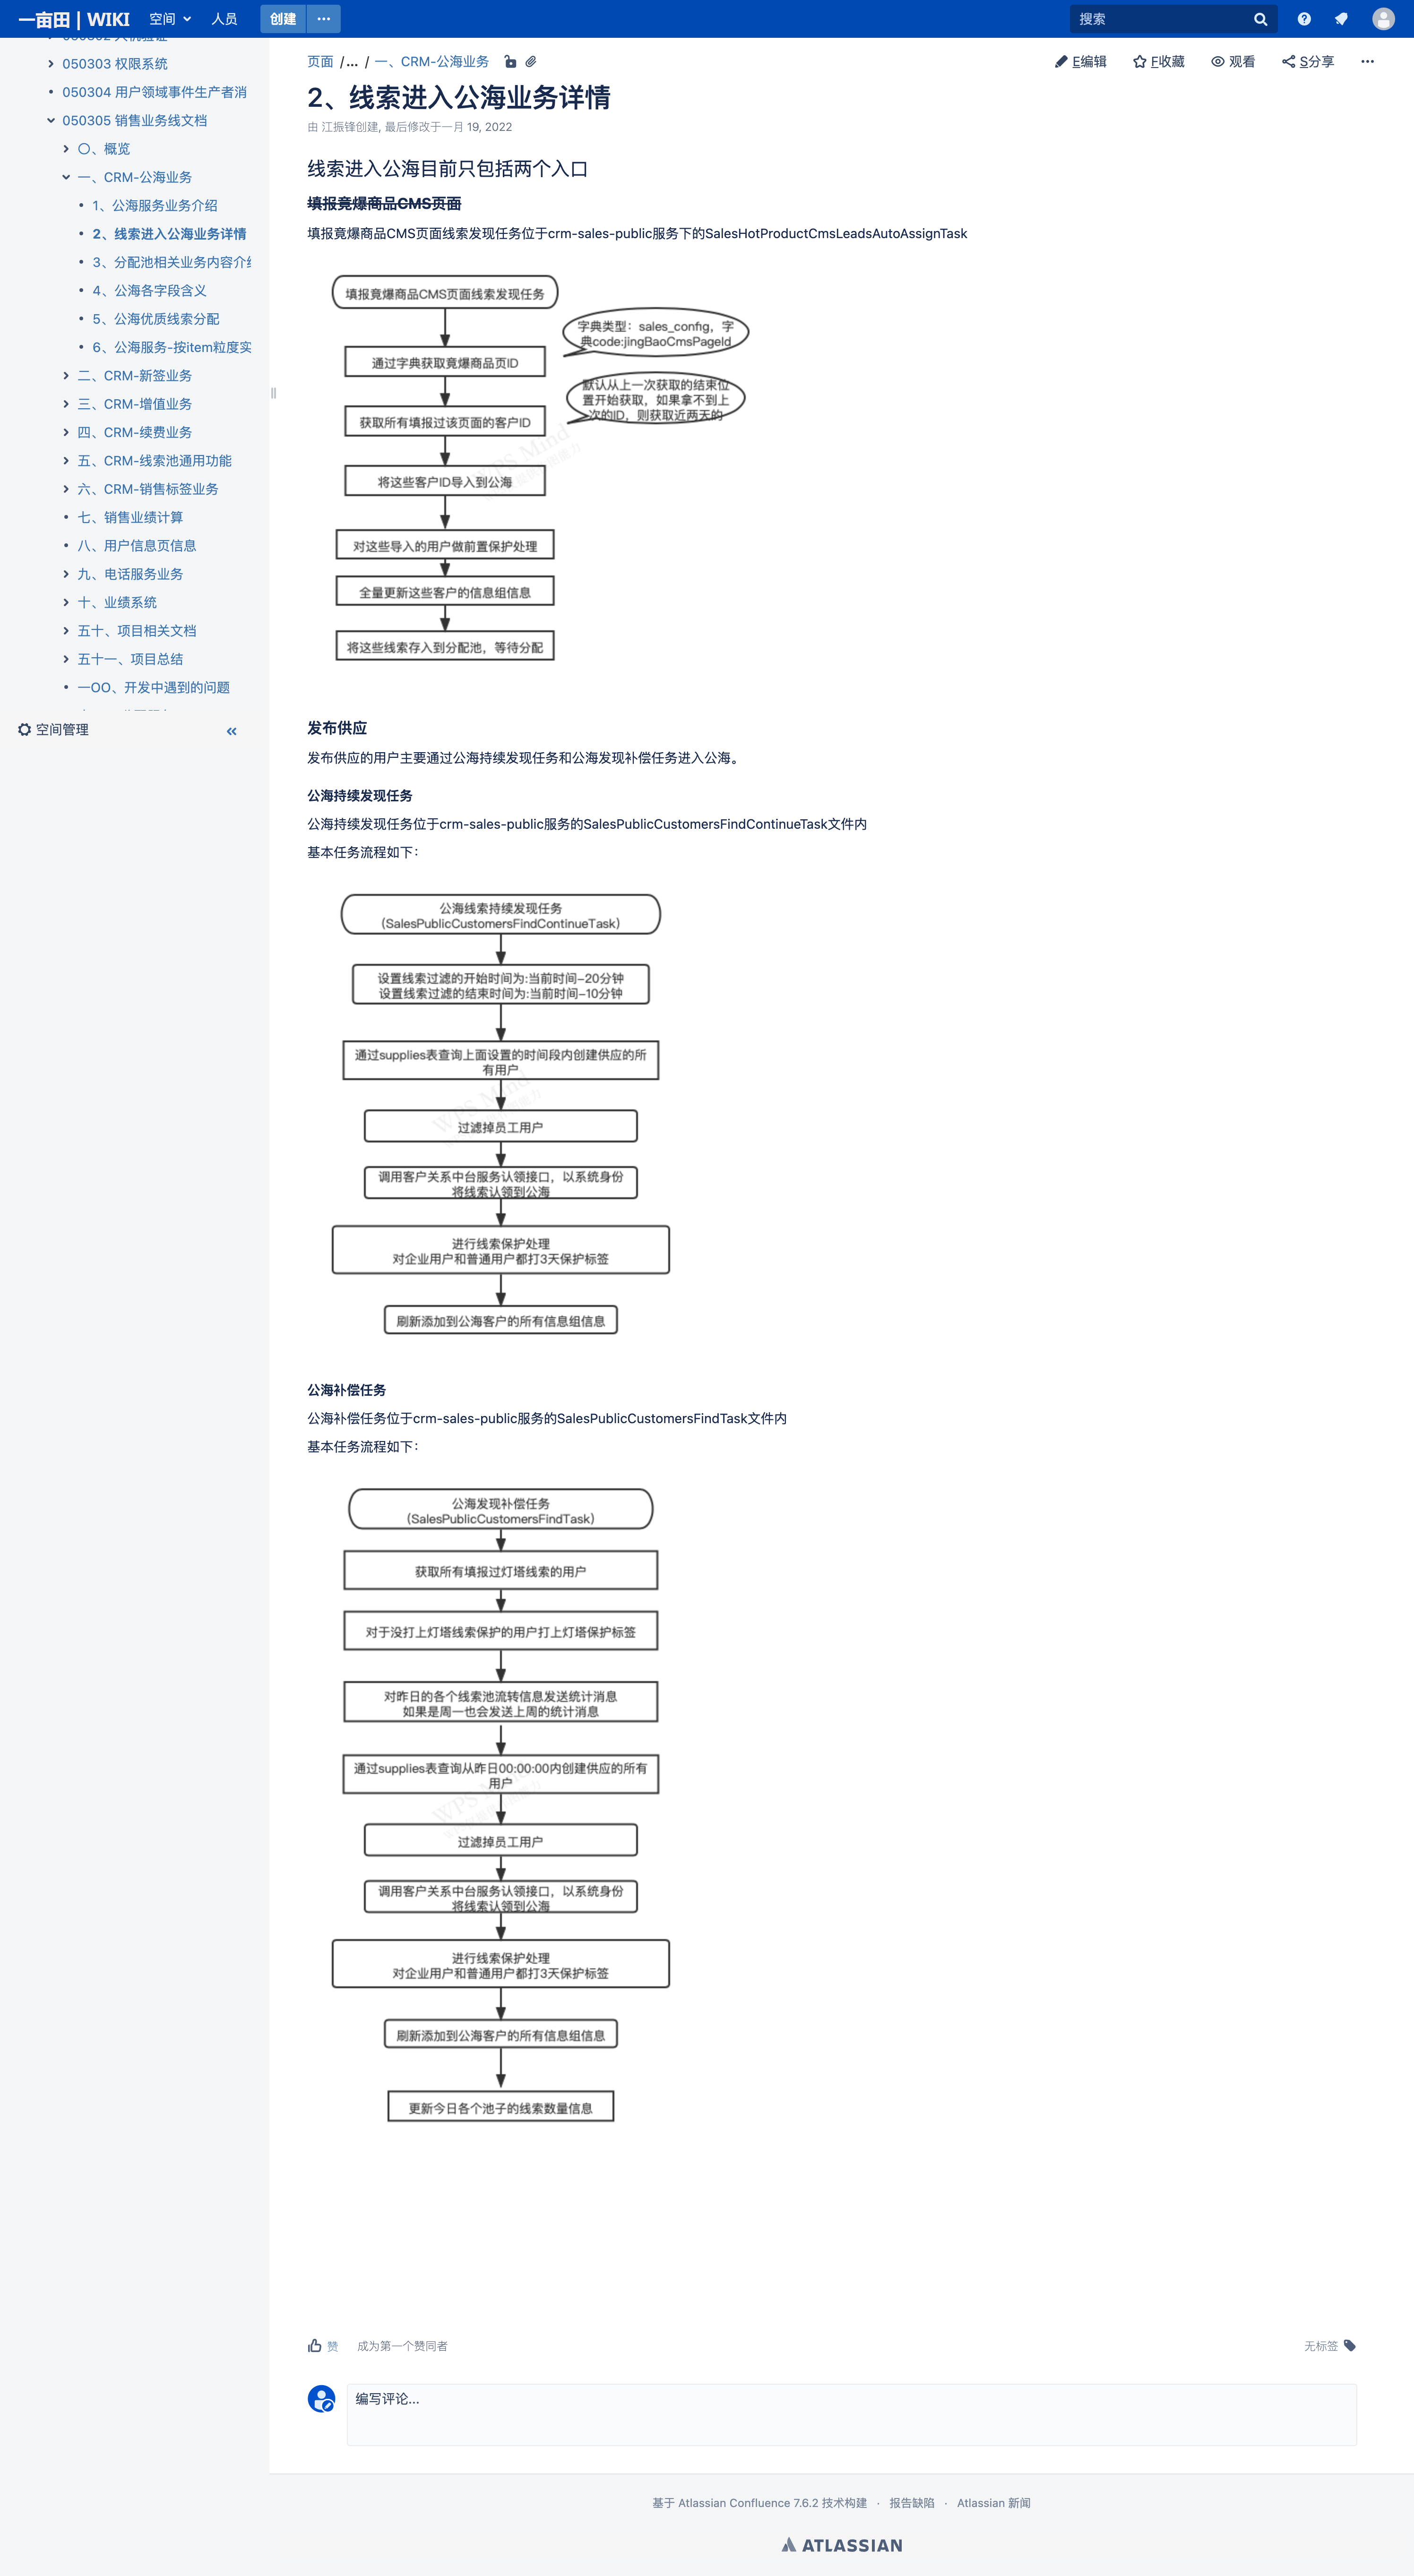 一亩田 | WIKI
空间
人员
创建
搜索
050303 权限系统
050304 用户领域事件生产者消
050305 销售业务线文档
〇、概览
一、CRM-公海业务
1、公海服务业务介绍
2、线索进入公海业务详情
3、分配池相关业务内容介绍
4、公海各字段含义
5、公海优质线索分配
6、公海服务-按item粒度实
二、CRM-新签业务
三、CRM-增值业务
四、CRM-续费业务
五、CRM-线索池通用功能
六、CRM-销售标签业务
七、销售业绩计算
八、用户信息页信息
九、电话服务业务
十、业绩系统
五十、项目相关文档
五十一、项目总结
一〇〇、开发中遇到的问题
空间管理
页面 / ... / 一、CRM-公海业务
E编辑
F收藏
观看
S分享
2、线索进入公海业务详情
由 江振锋创建, 最后修改于一月 19, 2022
线索进入公海目前只包括两个入口
填报竟爆商品CMS页面
填报竟爆商品CMS页面线索发现任务位于crm-sales-public服务下的SalesHotProductCmsLeadsAutoAssignTask
填报竟爆商品CMS页面线索发现任务
字典类型：sales_config，字
典code:jingBaoCmsPageId
通过字典获取竟爆商品页ID
默认从上一次获取的结束位
置开始获取，如果拿不到上
次的ID，则获取近两天的
获取所有填报过该页面的客户ID
WPS Mind
将这些客户ID导入到公海
对这些导入的用户做前置保护处理
全量更新这些客户的信息组信息
将这些线索存入到分配池，等待分配
发布供应
发布供应的用户主要通过公海持续发现任务和公海发现补偿任务进入公海。
公海持续发现任务
公海持续发现任务位于crm-sales-public服务的SalesPublicCustomersFindContinueTask文件内
基本任务流程如下：
公海线索持续发现任务
(SalesPublicCustomersFindContinueTask)
设置线索过滤的开始时间为:当前时间-20分钟
设置线索过滤的结束时间为:当前时间-10分钟
通过supplies表查询上面设置的时间段内创建供应的所
有用户
WPS Mind
过滤掉员工用户
调用客户关系中台服务认领接口，以系统身份
将线索认领到公海
进行线索保护处理
对企业用户和普通用户都打3天保护标签
刷新添加到公海客户的所有信息组信息
公海补偿任务
公海补偿任务位于crm-sales-public服务的SalesPublicCustomersFindTask文件内
基本任务流程如下：
公海发现补偿任务
(SalesPublicCustomersFindTask)
获取所有填报过灯塔线索的用户
对于没打上灯塔线索保护的用户打上灯塔保护标签
对昨日的各个线索池流转信息发送统计消息
如果是周一也会发送上周的统计消息
通过supplies表查询从昨日00:00:00内创建供应的所有
用户
WPS
过滤掉员工用户
调用客户关系中台服务认领接口，以系统身份
将线索认领到公海
进行线索保护处理
对企业用户和普通用户都打3天保护标签
刷新添加到公海客户的所有信息组信息
更新今日各个池子的线索数量信息
赞
成为第一个赞同者
无标签
编写评论...
基于 Atlassian Confluence 7.6.2 技术构建 · 报告缺陷 · Atlassian 新闻
ATLASSIAN